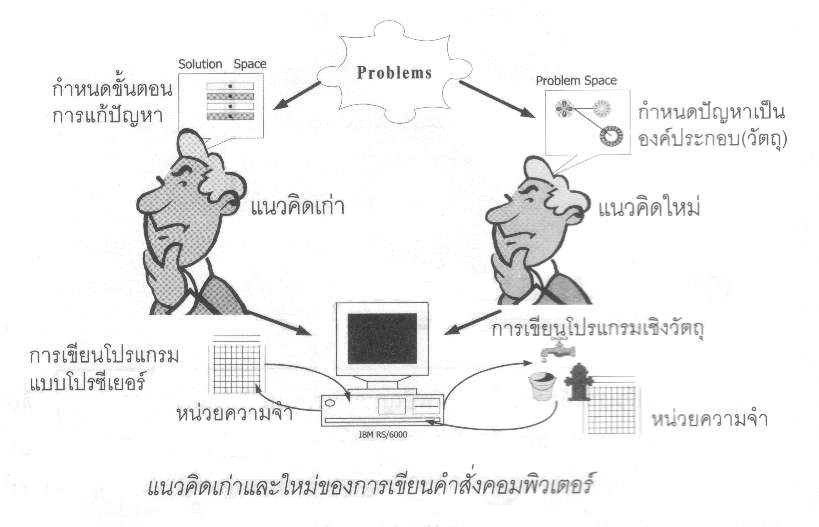 Problems
Solution Space
กำหนดขั้นตอน
การแก้ปัญหา
Problem Space
กำหนดปัญหาเป็น
องค์ประกอบ(วัตถุ)
แนวคิดเก่า
แนวคิดใหม่
การเขียนโปรแกรม
แบบโปรซีเยอร์
หน่วยความจำ
IBM RS/6000
การเขียนโปรแกรมเชิงวัตถุ
หน่วยความจำ
แนวคิดเก่าและใหม่ของการเขียนคำสั่งคอมพิวเตอร์